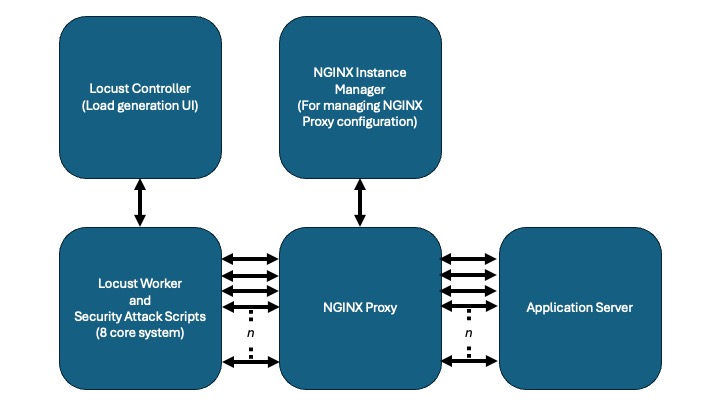 Locust Controller
(Load generation UI)
NGINX Instance
Manager
(For managing NGINX
Proxy configuration)
Locust Worker
and
Security Attack Scripts
(8 core system)
n
NGINX Proxy
n
Application Server